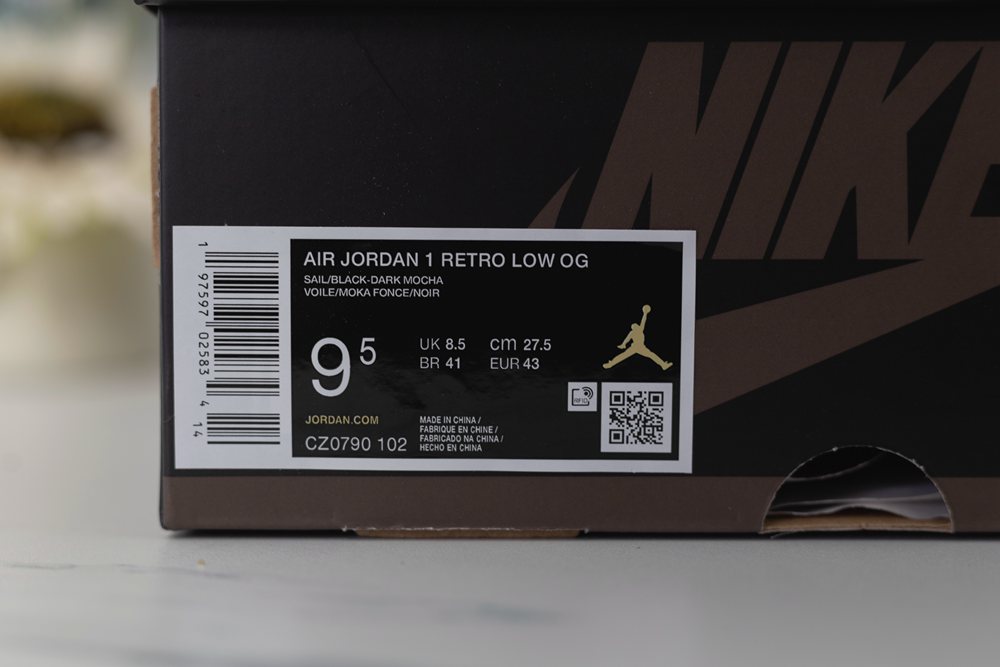 NIKE
AIR JORDAN 1 RETRO LOW OG
SAIL/BLACK-DARK MOCHA
VOILE/MOKA FONCE/NOIR
9 5
UK 8.5 cm 27.5
BR 41 EUR 43
RFID
JORDAN.COM
CZ0790 102
MADE IN CHINA /
FABRIQUE EN CHINE /
FABRICADO NA CHINA /
HECHO EN CHINA
1 97597 02583 4 14